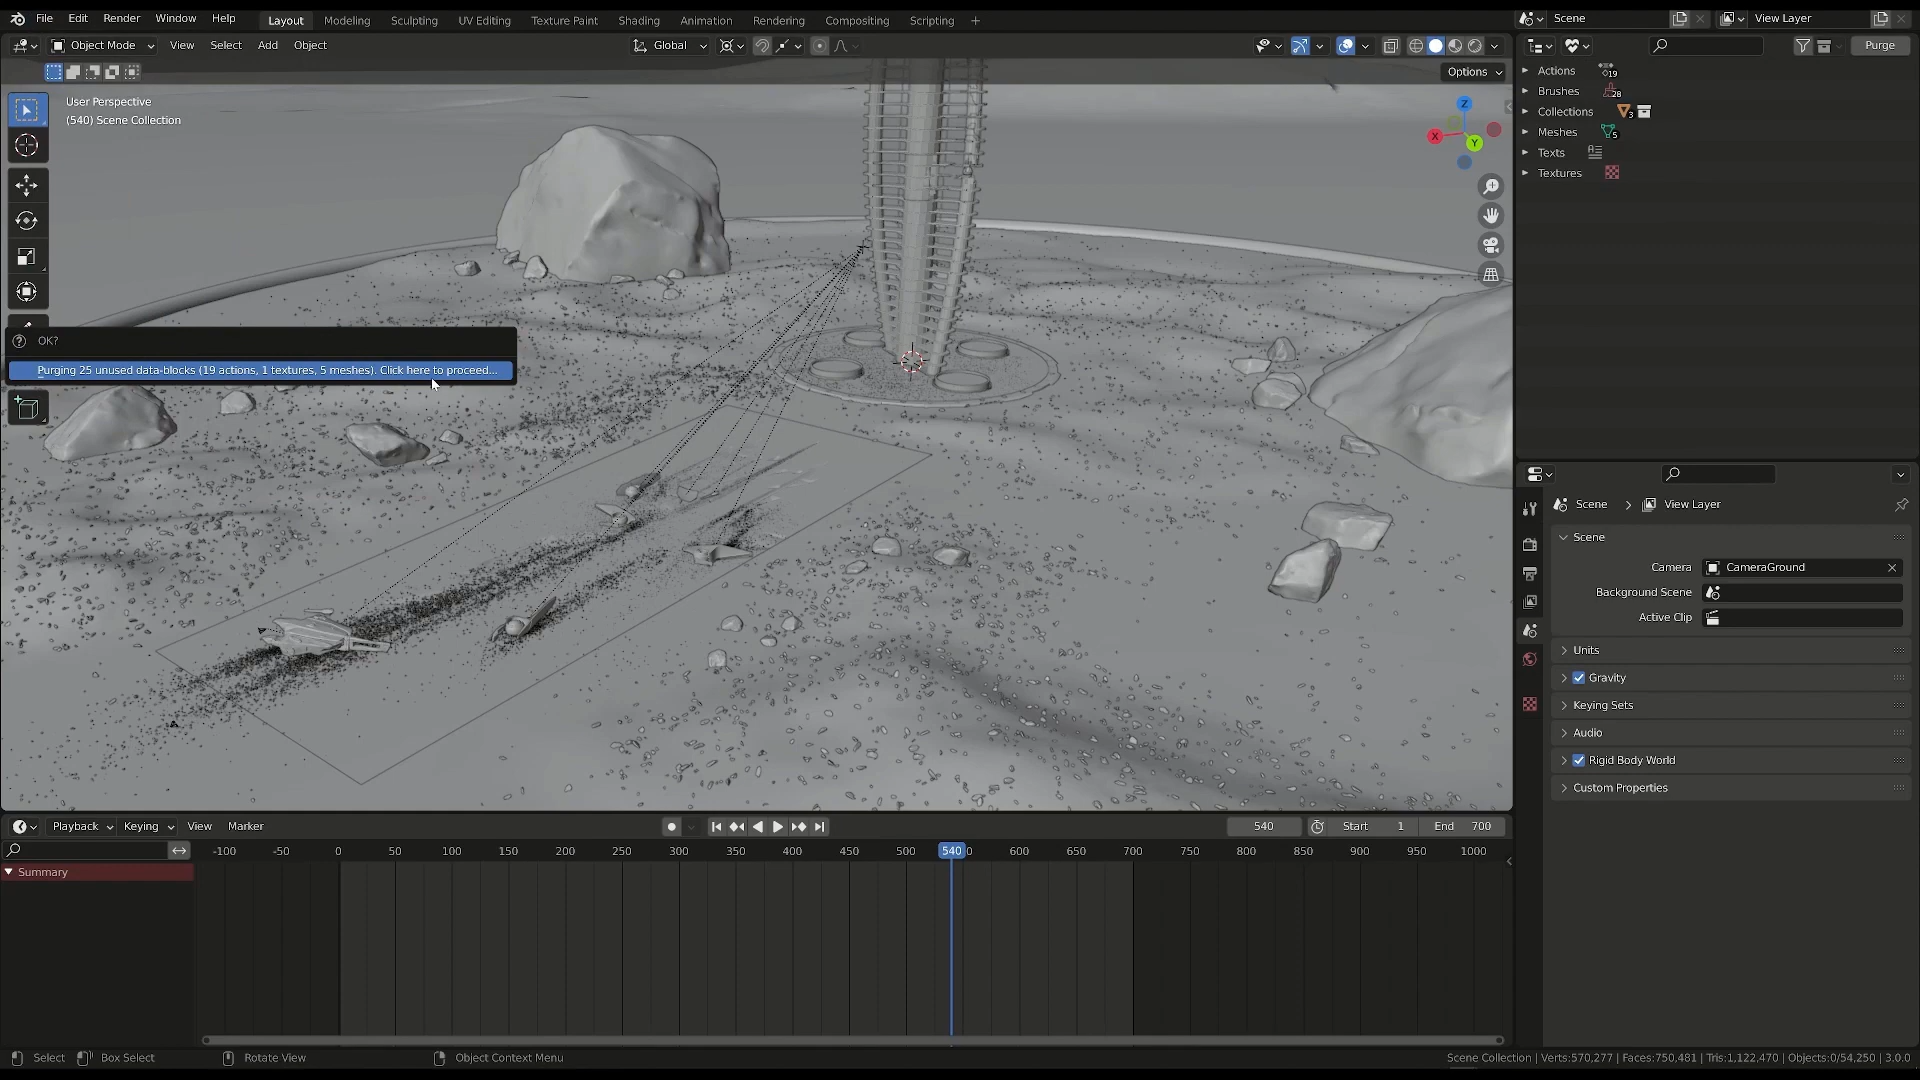 File Edit Render Window Help Layout Modeling Sculpting UV Editing Texture Paint Shading Animation Rendering Compositing Scripting + Scene View Layer
Object Mode View Select Add Object Global Purge
Options
User Perspective
(540) Scene Collection
Z
X
Y
Actions 19
Brushes 28
Collections 3
Meshes 5
Texts
Textures
OK?
Purging 25 unused data-blocks (19 actions, 1 textures, 5 meshes). Click here to proceed...
Scene > View Layer
Scene
Camera CameraGround
Background Scene
Active Clip
Units
Gravity
Keying Sets
Audio
Rigid Body World
Custom Properties
Playback Keying View Marker 540 Start 1 End 700
-100 -50 0 50 100 150 200 250 300 350 400 450 500 540 0 600 650 700 750 800 850 900 950 1000
Summary
Select Box Select Rotate View Object Context Menu Scene Collection | Verts:570,277 | Faces:750,481 | Tris:1,122,470 | Objects:0/54,250 | 3.0.0